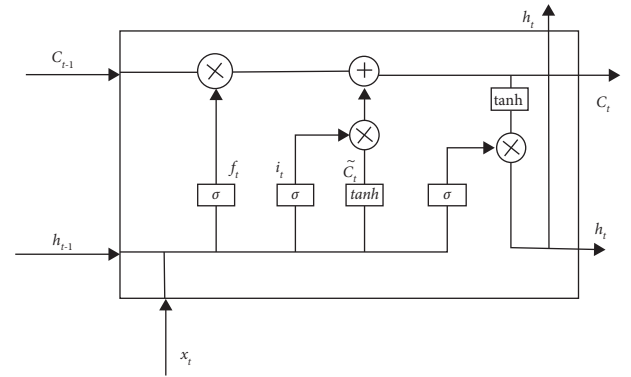 h_t
C_{t-1}
×
+
tanh
C_t
×
×
f_t
i_t
C̃_t
σ
σ
tanh
σ
h_{t-1}
h_t
x_t